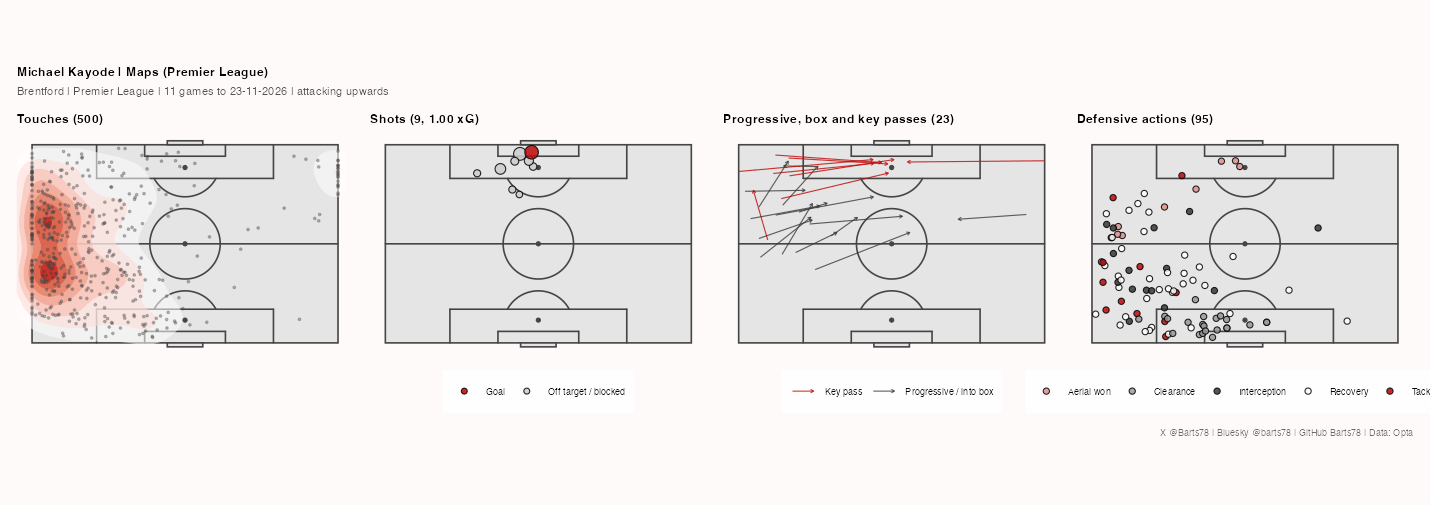 Michael Kayode | Maps (Premier League)
Brentford | Premier League | 11 games to 23-11-2026 | attacking upwards
Touches (500)
Shots (9, 1.00 xG)
Progressive, box and key passes (23)
Defensive actions (95)
Goal
Off target / blocked
Key pass
Progressive / into box
Aerial won
Clearance
Interception
Recovery
Tack
X @Barts78 | Bluesky @barts78 | GitHub Barts78 | Data: Opta